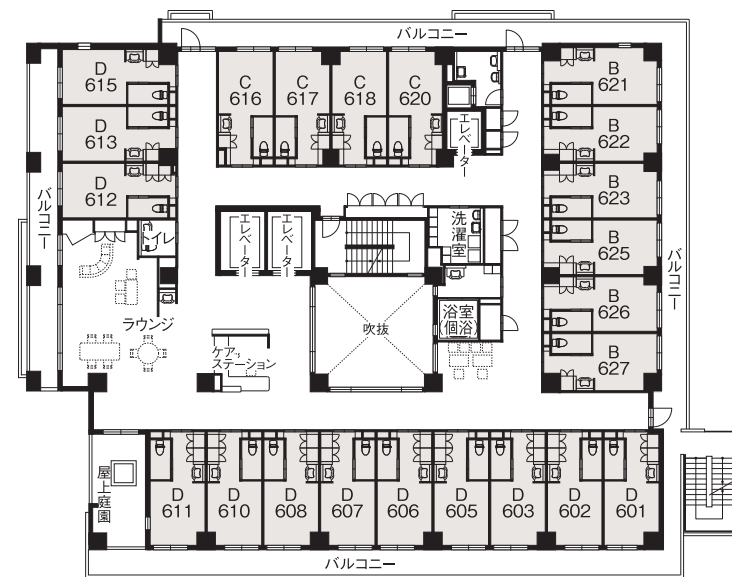 バルコニー
D
615
D
613
D
612
C
616
C
617
C
618
C
620
エレベーター
B
621
B
622
B
623
B
625
B
626
B
627
バルコニー
バルコニー
トイレ
エレベーター
エレベーター
洗濯室
浴室
(個浴)
吹抜
ラウンジ
ケア
ステーション
屋上庭園
D
611
D
610
D
608
D
607
D
606
D
605
D
603
D
602
D
601
バルコニー